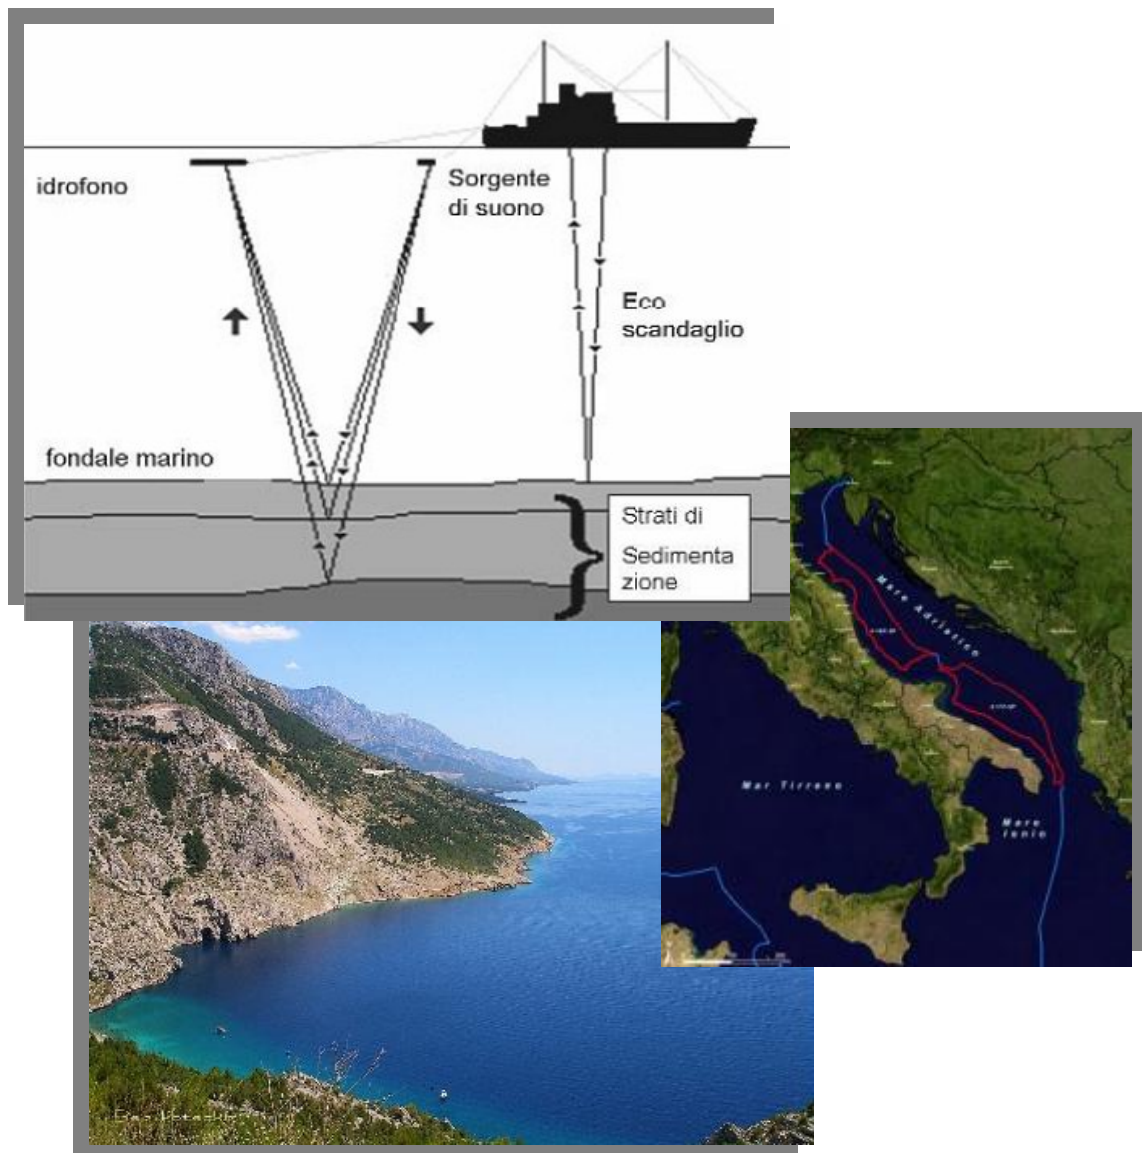 idrofono
Sorgente
di suono
Eco
scandaglio
fondale marino
Strati di
Sedimenta
zione
Mare Adriatico
Mar Tirreno
Mare
Ionio